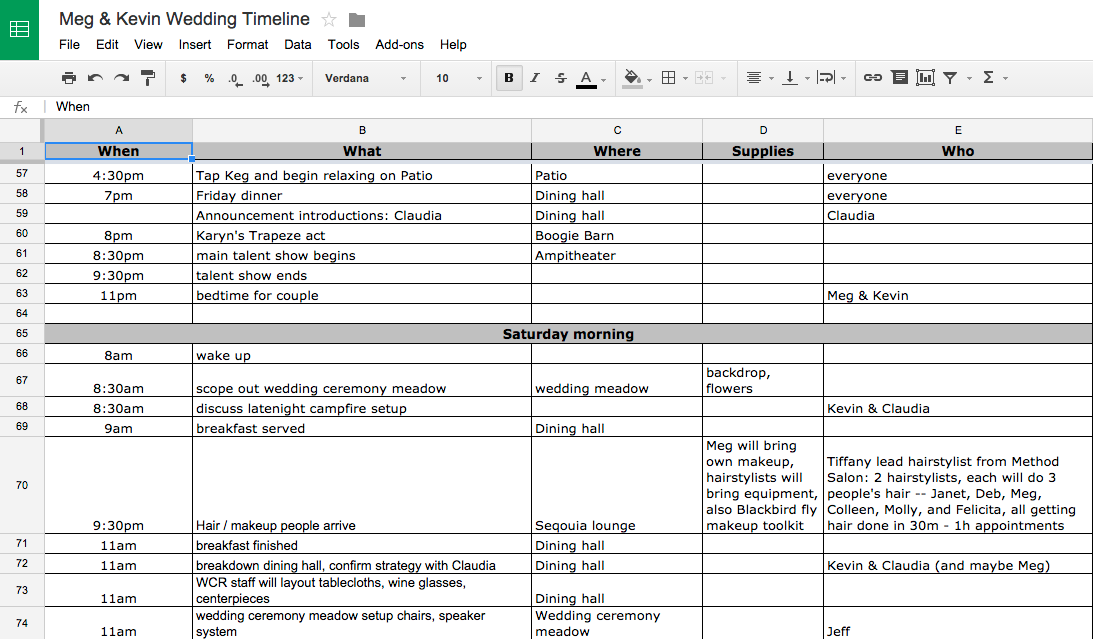 Meg & Kevin Wedding Timeline
File Edit View Insert Format Data Tools Add-ons Help
$ % .0 .00 123 Verdana 10 B I S A Σ
fx When
A B C D E
1 When What Where Supplies Who
57 4:30pm Tap Keg and begin relaxing on Patio Patio everyone
58 7pm Friday dinner Dining hall everyone
59 Announcement introductions: Claudia Dining hall Claudia
60 8pm Karyn's Trapeze act Boogie Barn
61 8:30pm main talent show begins Ampitheater
62 9:30pm talent show ends
63 11pm bedtime for couple Meg & Kevin
64
65 Saturday morning
66 8am wake up
67 8:30am scope out wedding ceremony meadow wedding meadow backdrop,
flowers
68 8:30am discuss latenight campfire setup Kevin & Claudia
69 9am breakfast served Dining hall
70 9:30pm Hair / makeup people arrive Seqouia lounge
Meg will bring
own makeup,
hairstylists will
bring equipment,
also Blackbird fly
makeup toolkit
Tiffany lead hairstylist from Method
Salon: 2 hairstylists, each will do 3
people's hair -- Janet, Deb, Meg,
Colleen, Molly, and Felicita, all getting
hair done in 30m - 1h appointments
71 11am breakfast finished Dining hall
72 11am breakdown dining hall, confirm strategy with Claudia Dining hall Kevin & Claudia (and maybe Meg)
73 11am WCR staff will layout tablecloths, wine glasses,
centerpieces Dining hall
74 11am wedding ceremony meadow setup chairs, speaker
system
Wedding ceremony
meadow
Jeff